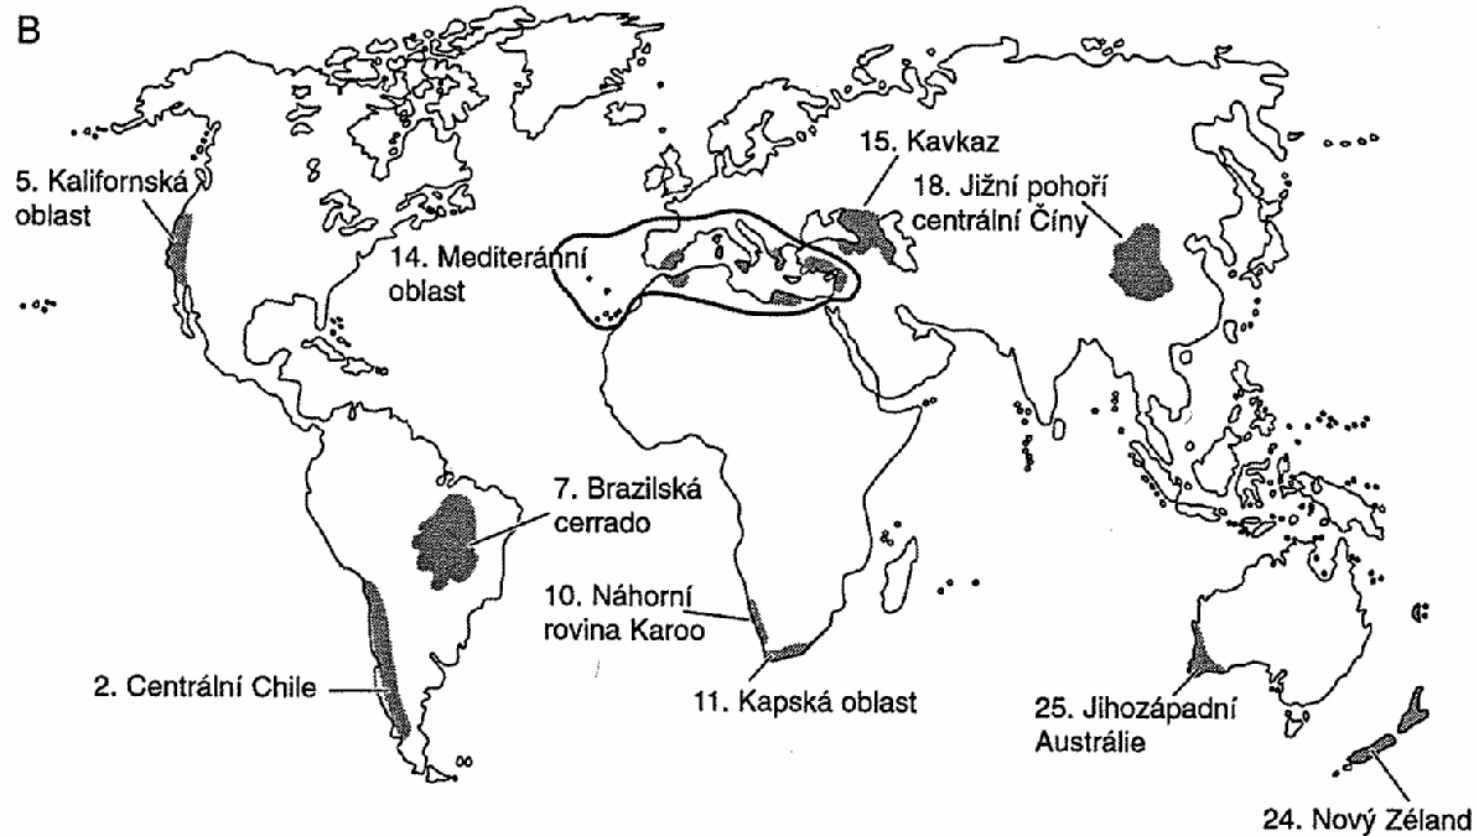 B
15. Kavkaz
5. Kalifornská
oblast
18. Jižní pohoří
centrální Číny
14. Mediteránní
oblast
7. Brazilská
cerrado
10. Náhorní
rovina Karoo
2. Centrální Chile
11. Kapská oblast
25. Jihozápadní
Austrálie
24. Nový Zéland